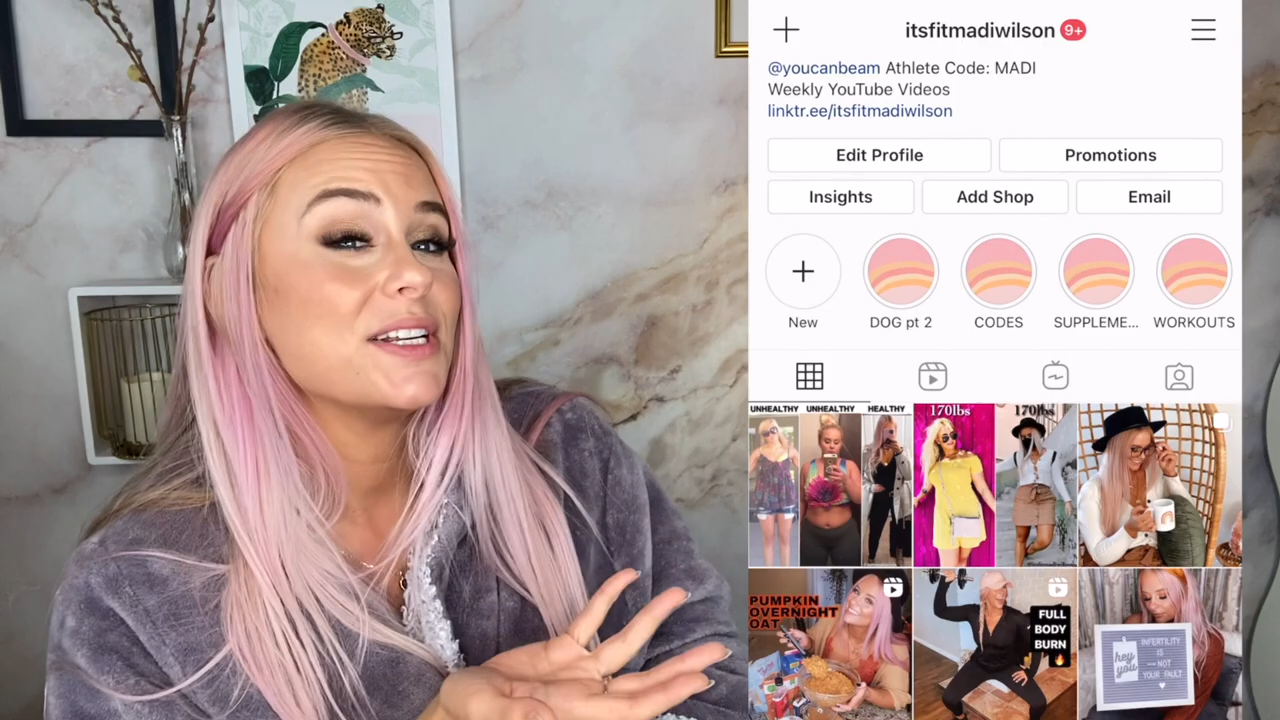 itsfitmadiwilson 9+
@youcanbeam Athlete Code: MADI
Weekly YouTube Videos
linktr.ee/itsfitmadiwilson
Edit Profile Promotions
Insights Add Shop Email
New DOG pt 2 CODES SUPPLEME... WORKOUTS
UNHEALTHY UNHEALTHY HEALTHY 170lbs 170lbs
PUMPKIN
OVERNIGHT
OAT
FULL
BODY
BURN
hey
you
INFERTILITY
IS
NOT
YOUR FAULT